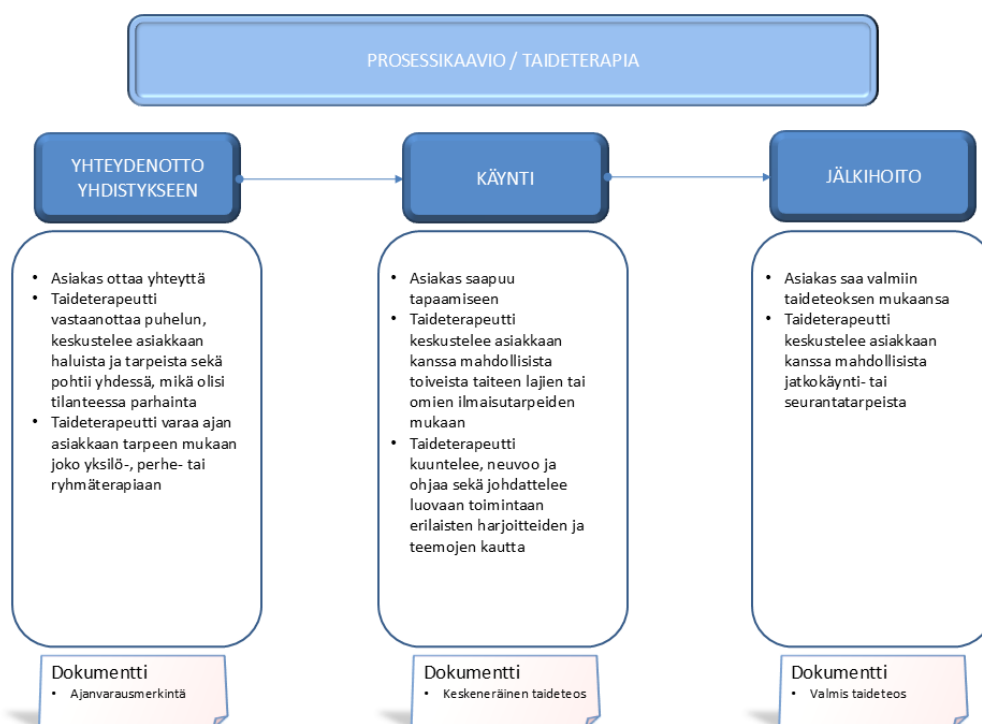 PROSESSIKAAVIO / TAIDETERAPIA
YHTEYDENOTTO
YHDISTYKSEEN
• Asiakas ottaa yhteyttä
• Taideterapeutti
vastaanottaa puhelun,
keskustelee asiakkaan
haluista ja tarpeista sekä
pohtii yhdessä, mikä olisi
tilanteessa parhainta
• Taideterapeutti varaa ajan
asiakkaan tarpeen mukaan
joko yksilö-, perhe- tai
ryhmäterapiaan
Dokumentti
• Ajanvarausmerkintä
KÄYNTI
• Asiakas saapuu
tapaamiseen
• Taideterapeutti
keskustelee asiakkaan
kanssa mahdollisista
toiveista taiteen lajien tai
omien ilmaisutarpeiden
mukaan
• Taideterapeutti
kuuntelee, neuvoo ja
ohjaa sekä johdattelee
luovaan toimintaan
erilaisten harjoitteiden ja
teemojen kautta
Dokumentti
• Keskeneräinen taideteos
JÄLKIHOITO
• Asiakas saa valmiin
taideteoksen mukaansa
• Taideterapeutti
keskustelee asiakkaan
kanssa mahdollisista
jatkokäynti- tai
seurantatarpeista
Dokumentti
• Valmis taideteos